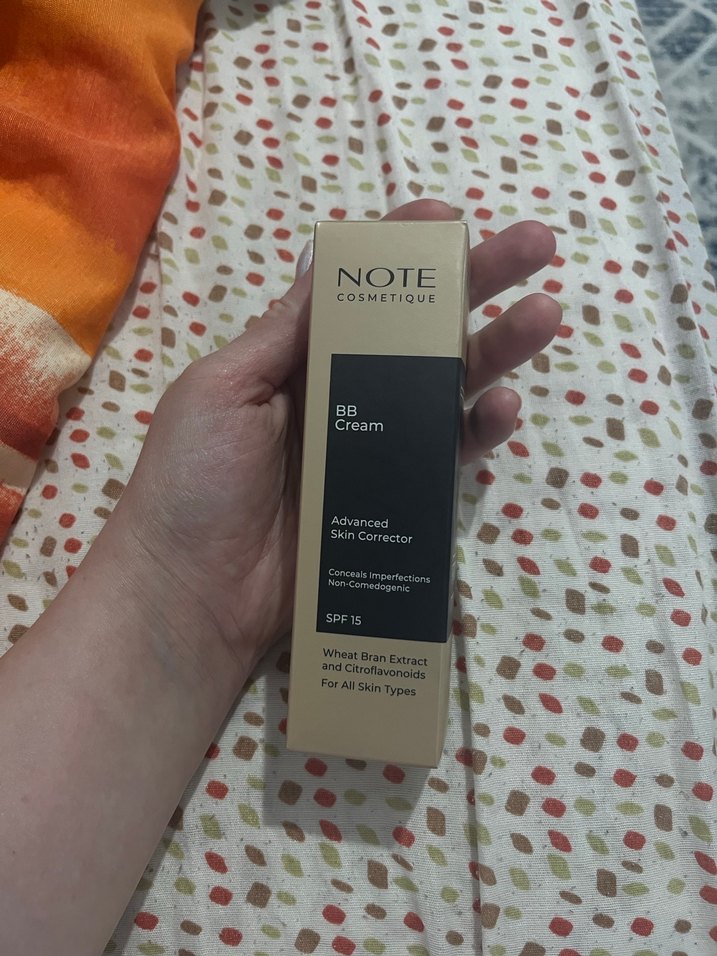 NOTE
COSMETIQUE
BB
Cream
Advanced
Skin Corrector
Conceals Imperfections
Non-Comedogenic
SPF 15
Wheat Bran Extract
and Citroflavonoids
For All Skin Types